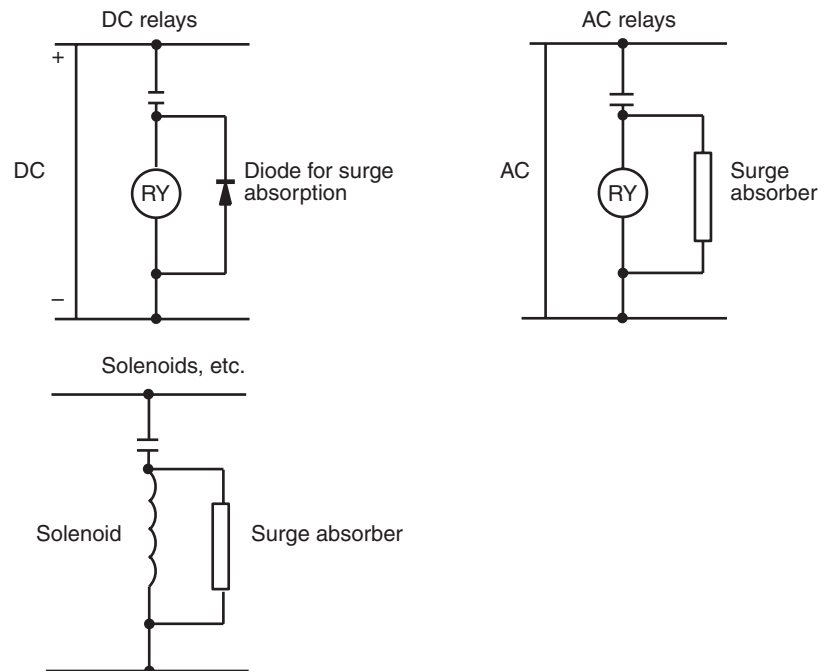 DC relays
+
DC
RY
Diode for surge
absorption
–
AC relays
AC
RY
Surge
absorber
Solenoids, etc.
Solenoid
Surge absorber